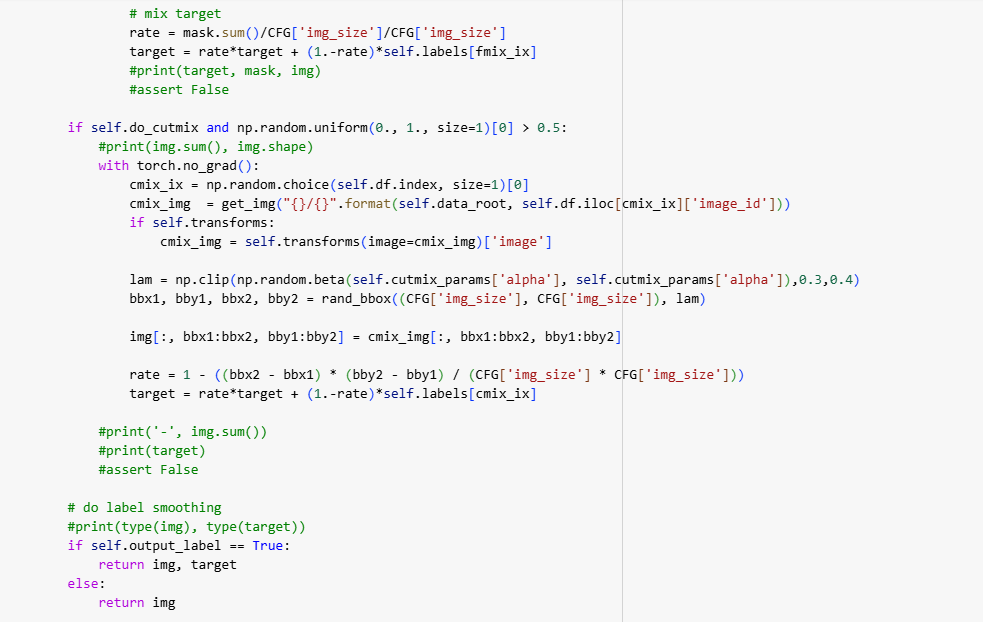 # mix target
rate = mask.sum()/CFG['img_size']/CFG['img_size']
target = rate*target + (1.-rate)*self.labels[fmix_ix]
#print(target, mask, img)
#assert False
if self.do_cutmix and np.random.uniform(0., 1., size=1)[0] > 0.5:
#print(img.sum(), img.shape)
with torch.no_grad():
cmix_ix = np.random.choice(self.df.index, size=1)[0]
cmix_img  = get_img("{}/{}".format(self.data_root, self.df.iloc[cmix_ix]['image_id']))
if self.transforms:
cmix_img = self.transforms(image=cmix_img)['image']
lam = np.clip(np.random.beta(self.cutmix_params['alpha'], self.cutmix_params['alpha']),0.3,0.4)
bbx1, bby1, bbx2, bby2 = rand_bbox((CFG['img_size'], CFG['img_size']), lam)
img[:, bbx1:bbx2, bby1:bby2] = cmix_img[:, bbx1:bbx2, bby1:bby2]
rate = 1 - ((bbx2 - bbx1) * (bby2 - bby1) / (CFG['img_size'] * CFG['img_size']))
target = rate*target + (1.-rate)*self.labels[cmix_ix]
#print('-', img.sum())
#print(target)
#assert False
# do label smoothing
#print(type(img), type(target))
if self.output_label == True:
return img, target
else:
return img